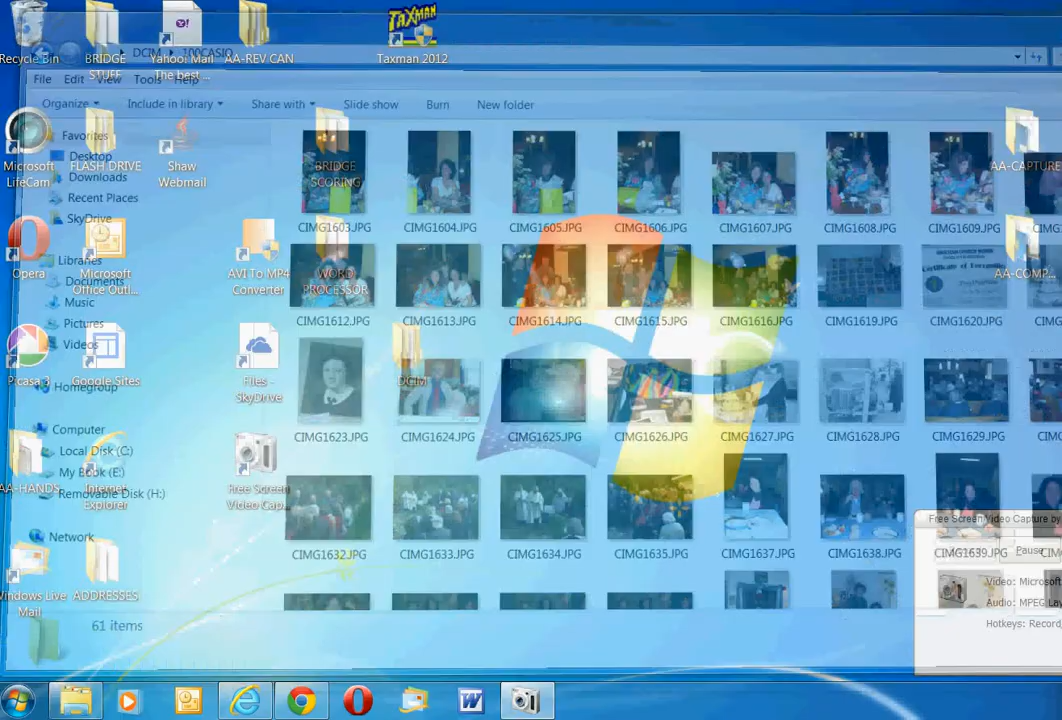 TAXMAN
Recycle Bin
BRIDGE STUFF
Yahoo! Mail The best ...
AA-REV CAN
Taxman 2012
DCIM
100CASIO
File Edit View Tools Help
Organize
Include in library
Share with
Slide show
Burn
New folder
Favorites
Desktop
Downloads
Recent Places
SkyDrive
Libraries
Documents
Music
Pictures
Videos
Homegroup
Computer
Local Disk (C:)
My Book (E:)
Removable Disk (H:)
Network
Microsoft LifeCam
FLASH DRIVE
Shaw Webmail
BRIDGE SCORING
AA-CAPTURE
Opera
Microsoft Office Outl...
AVI To MP4 Converter
WORD PROCESSOR
AA-COMP...
Picasa 3
Google Sites
Files - SkyDrive
DCIM
AA-HANDS
Internet Explorer
Free Screen Video Cap...
Windows Live Mail
ADDRESSES
CIMG1603.JPG CIMG1604.JPG CIMG1605.JPG CIMG1606.JPG CIMG1607.JPG CIMG1608.JPG CIMG1609.JPG
CIMG1612.JPG CIMG1613.JPG CIMG1614.JPG CIMG1615.JPG CIMG1616.JPG CIMG1619.JPG CIMG1620.JPG
CIMG1623.JPG CIMG1624.JPG CIMG1625.JPG CIMG1626.JPG CIMG1627.JPG CIMG1628.JPG CIMG1629.JPG
CIMG1632.JPG CIMG1633.JPG CIMG1634.JPG CIMG1635.JPG CIMG1637.JPG CIMG1638.JPG CIMG1639.JPG
61 items
Free Screen Video Capture by
Pause
Video: Microsof
Audio: MPEG Lay
Hotkeys: Record